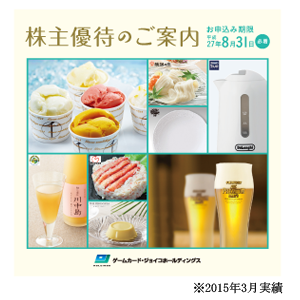 株主優待のご案内
お申込み期限
平成
27年8月31日 必着
DeLonghi
川中島
ゲームカード・ジョイコホールディングス
※2015年3月実績